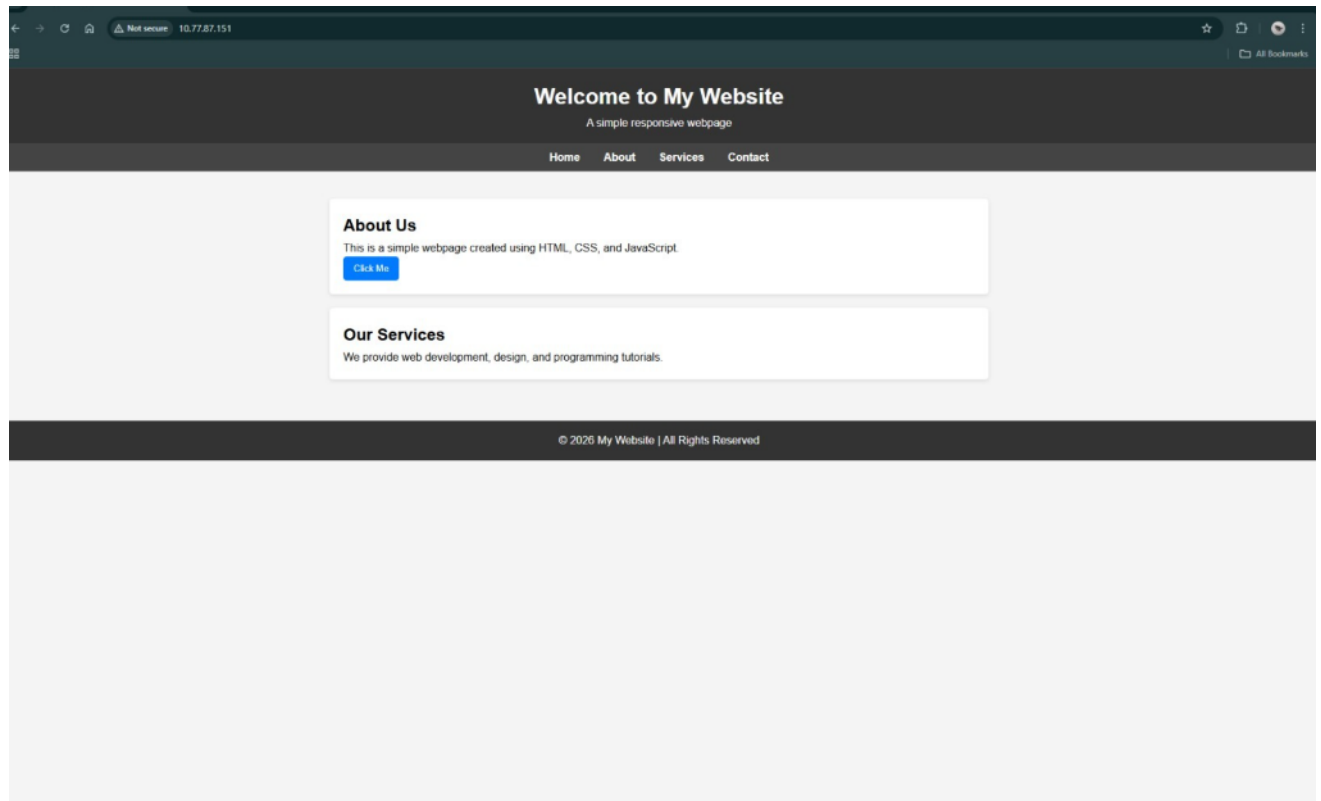 Not secure 10.77.87.151
All Bookmarks
Welcome to My Website
A simple responsive webpage
Home About Services Contact
About Us
This is a simple webpage created using HTML, CSS, and JavaScript.
Click Me
Our Services
We provide web development, design, and programming tutorials.
© 2026 My Website | All Rights Reserved